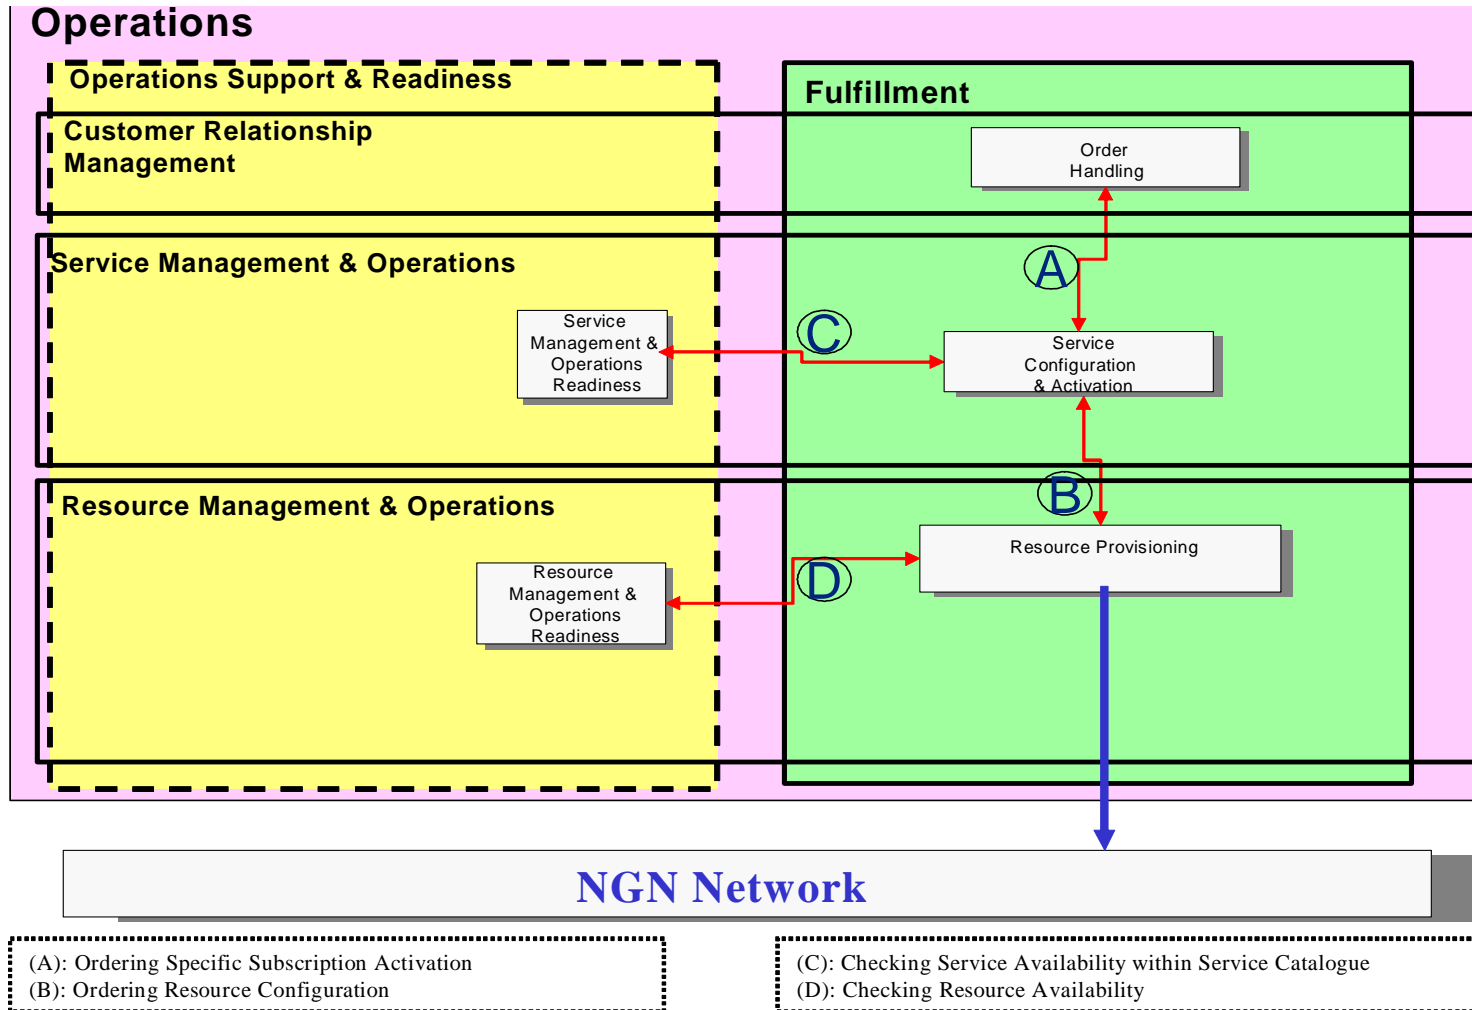 Operations
Operations Support & Readiness
Fulfillment
Customer Relationship
Management
Order
Handling
A
Service Management & Operations
Service
Management &
Operations
Readiness
C
Service
Configuration
& Activation
B
Resource Management & Operations
Resource Provisioning
Resource
Management &
Operations
Readiness
D
NGN Network
(A): Ordering Specific Subscription Activation
(B): Ordering Resource Configuration
(C): Checking Service Availability within Service Catalogue
(D): Checking Resource Availability